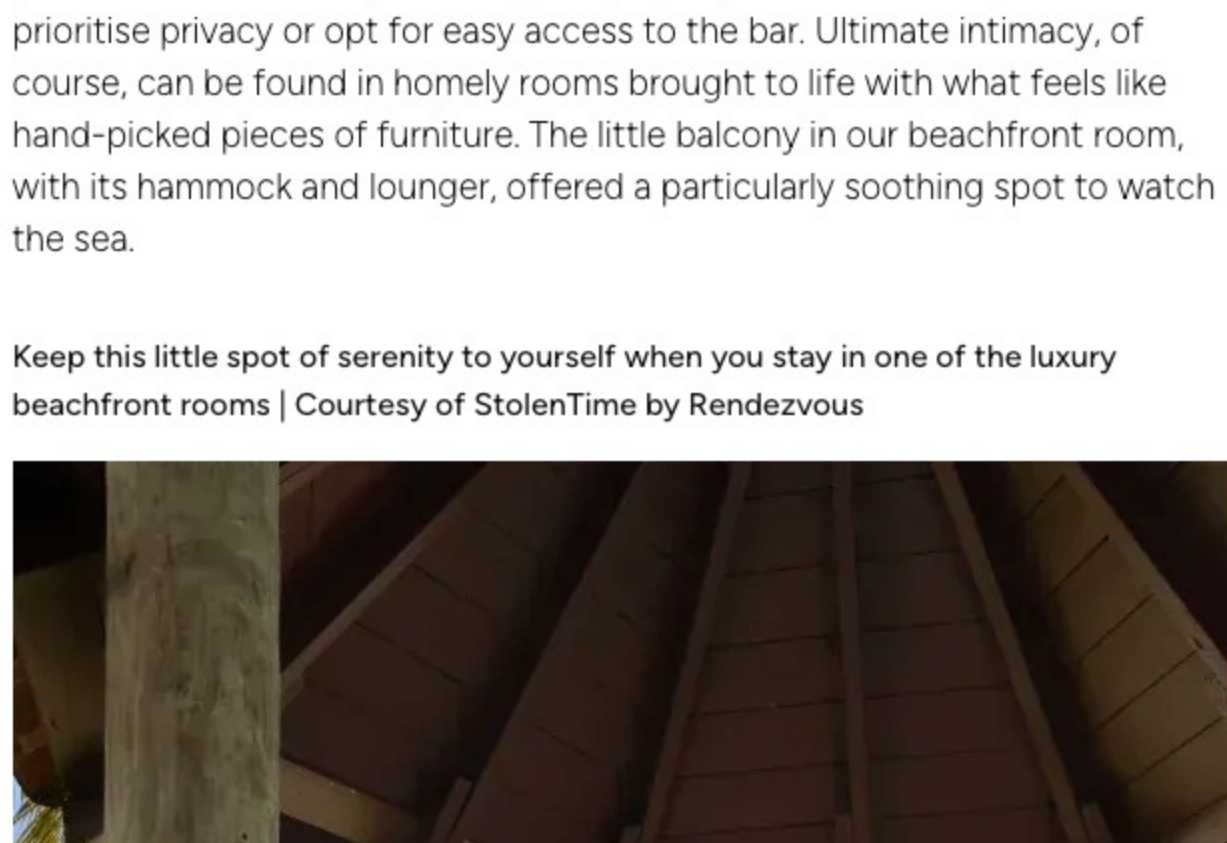 prioritise privacy or opt for easy access to the bar. Ultimate intimacy, of
course, can be found in homely rooms brought to life with what feels like
hand-picked pieces of furniture. The little balcony in our beachfront room,
with its hammock and lounger, offered a particularly soothing spot to watch
the sea.
Keep this little spot of serenity to yourself when you stay in one of the luxury
beachfront rooms | Courtesy of StolenTime by Rendezvous